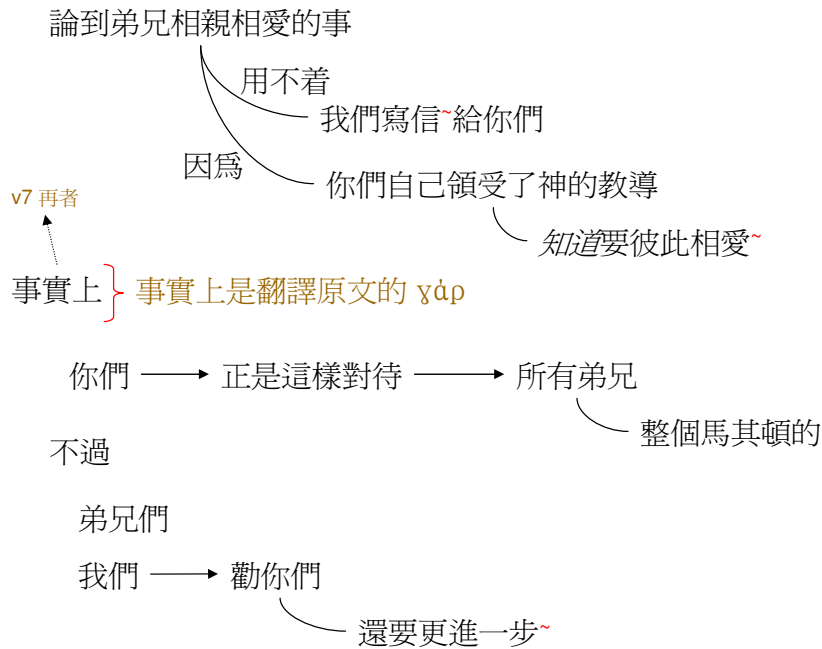 論到弟兄相親相愛的事
用不着
我們寫信~給你們
因爲
你們自己領受了神的教導
v7 再者
知道要彼此相愛~
事實上 事實上是翻譯原文的 γάρ
你們 正是這樣對待 所有弟兄
整個馬其頓的
不過
弟兄們
我們 勸你們
還要更進一步~